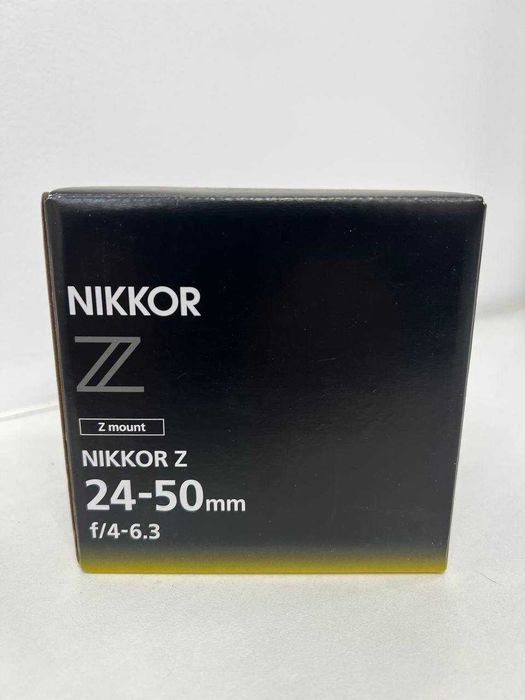 NIKKOR
Z
Z mount
NIKKOR Z
24-50mm
f/4-6.3